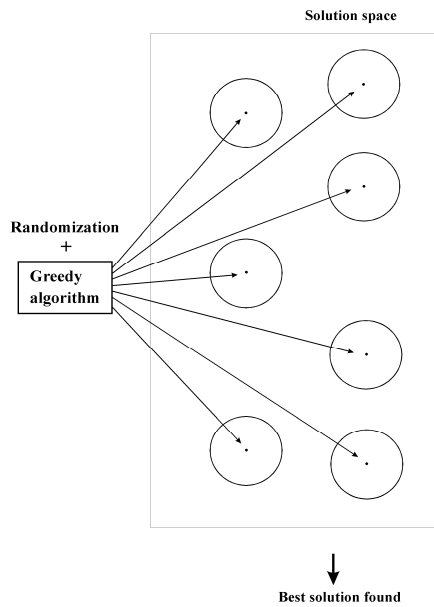 Solution space
Randomization
+
Greedy
algorithm
Best solution found